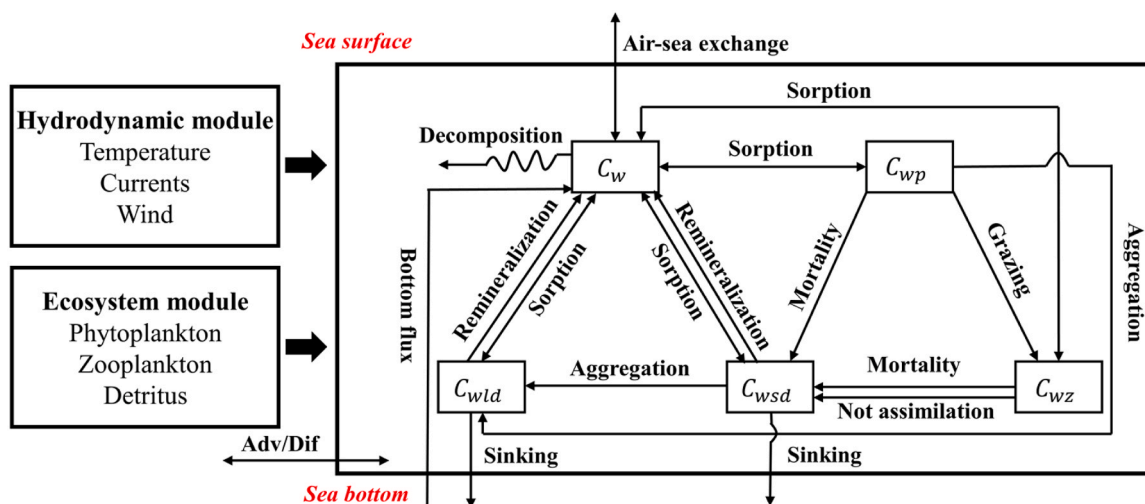 Sea surface
Air-sea exchange
Hydrodynamic module
Temperature
Currents
Wind
Ecosystem module
Phytoplankton
Zooplankton
Detritus
Adv/Dif
Sea bottom
Sorption
Decomposition
C_w
Sorption
C_wp
Bottom flux
Remineralization
Sorption
Sorption
Remineralization
Mortality
Grazing
Aggregation
C_wld
Aggregation
C_wsd
Mortality
Not assimilation
C_wz
Sinking
Sinking